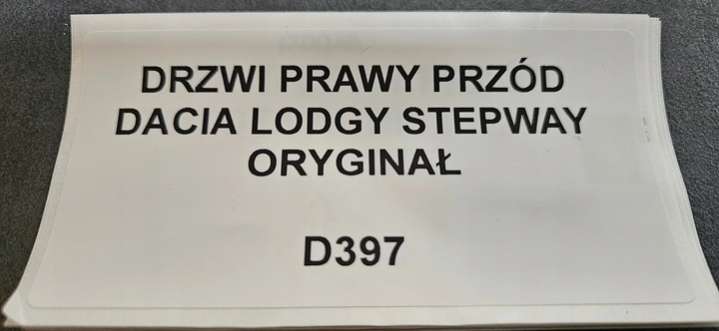 DRZWI PRAWY PRZÓD
DACIA LODGY STEPWAY
ORYGINAŁ
D397